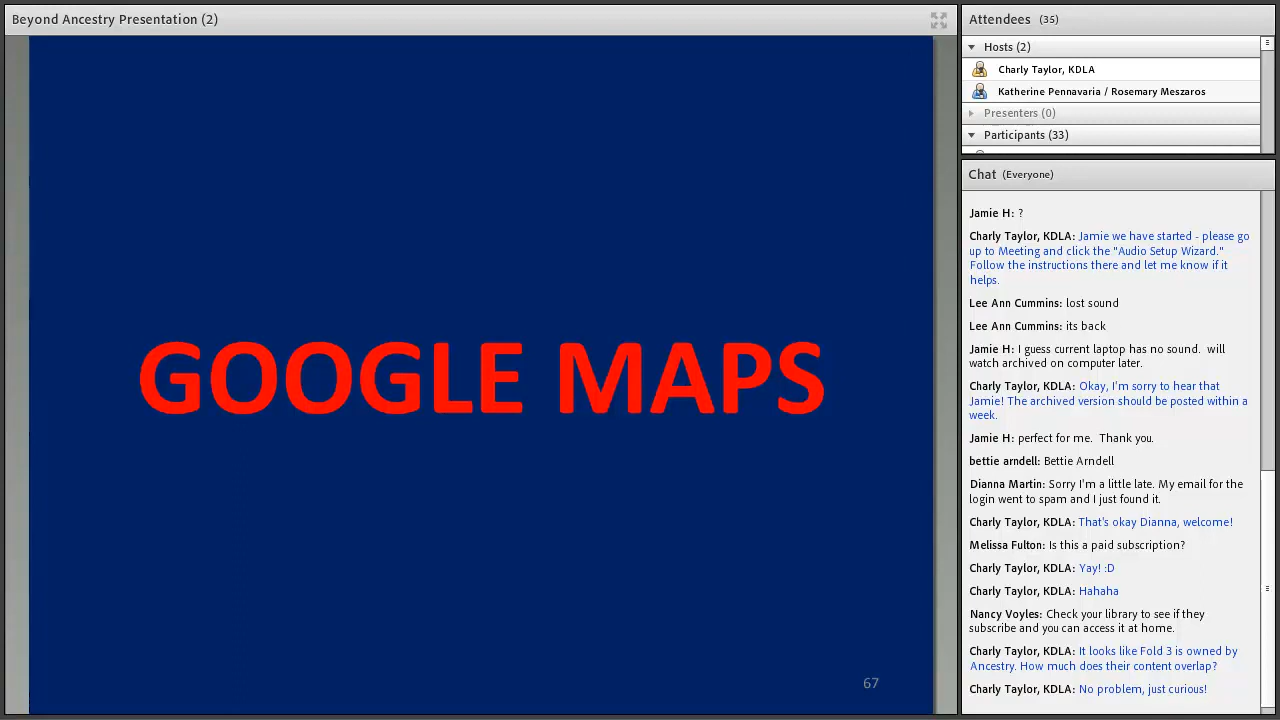 Beyond Ancestry Presentation (2)
GOOGLE MAPS
67
Attendees (35)
Hosts (2)
Charly Taylor, KDLA
Katherine Pennavaria / Rosemary Meszaros
Presenters (0)
Participants (33)
Chat (Everyone)
Jamie H: ?
Charly Taylor, KDLA: Jamie we have started - please go
up to Meeting and click the "Audio Setup Wizard."
Follow the instructions there and let me know if it
helps.
Lee Ann Cummins: lost sound
Lee Ann Cummins: its back
Jamie H: I guess current laptop has no sound.  will
watch archived on computer later.
Charly Taylor, KDLA: Okay, I'm sorry to hear that
Jamie! The archived version should be posted within a
week.
Jamie H: perfect for me.  Thank you.
bettie arndell: Bettie Arndell
Dianna Martin: Sorry I'm a little late. My email for the
login went to spam and I just found it.
Charly Taylor, KDLA: That's okay Dianna, welcome!
Melissa Fulton: Is this a paid subscription?
Charly Taylor, KDLA: Yay! :D
Charly Taylor, KDLA: Hahaha
Nancy Voyles: Check your library to see if they
subscribe and you can access it at home.
Charly Taylor, KDLA: It looks like Fold 3 is owned by
Ancestry. How much does their content overlap?
Charly Taylor, KDLA: No problem, just curious!